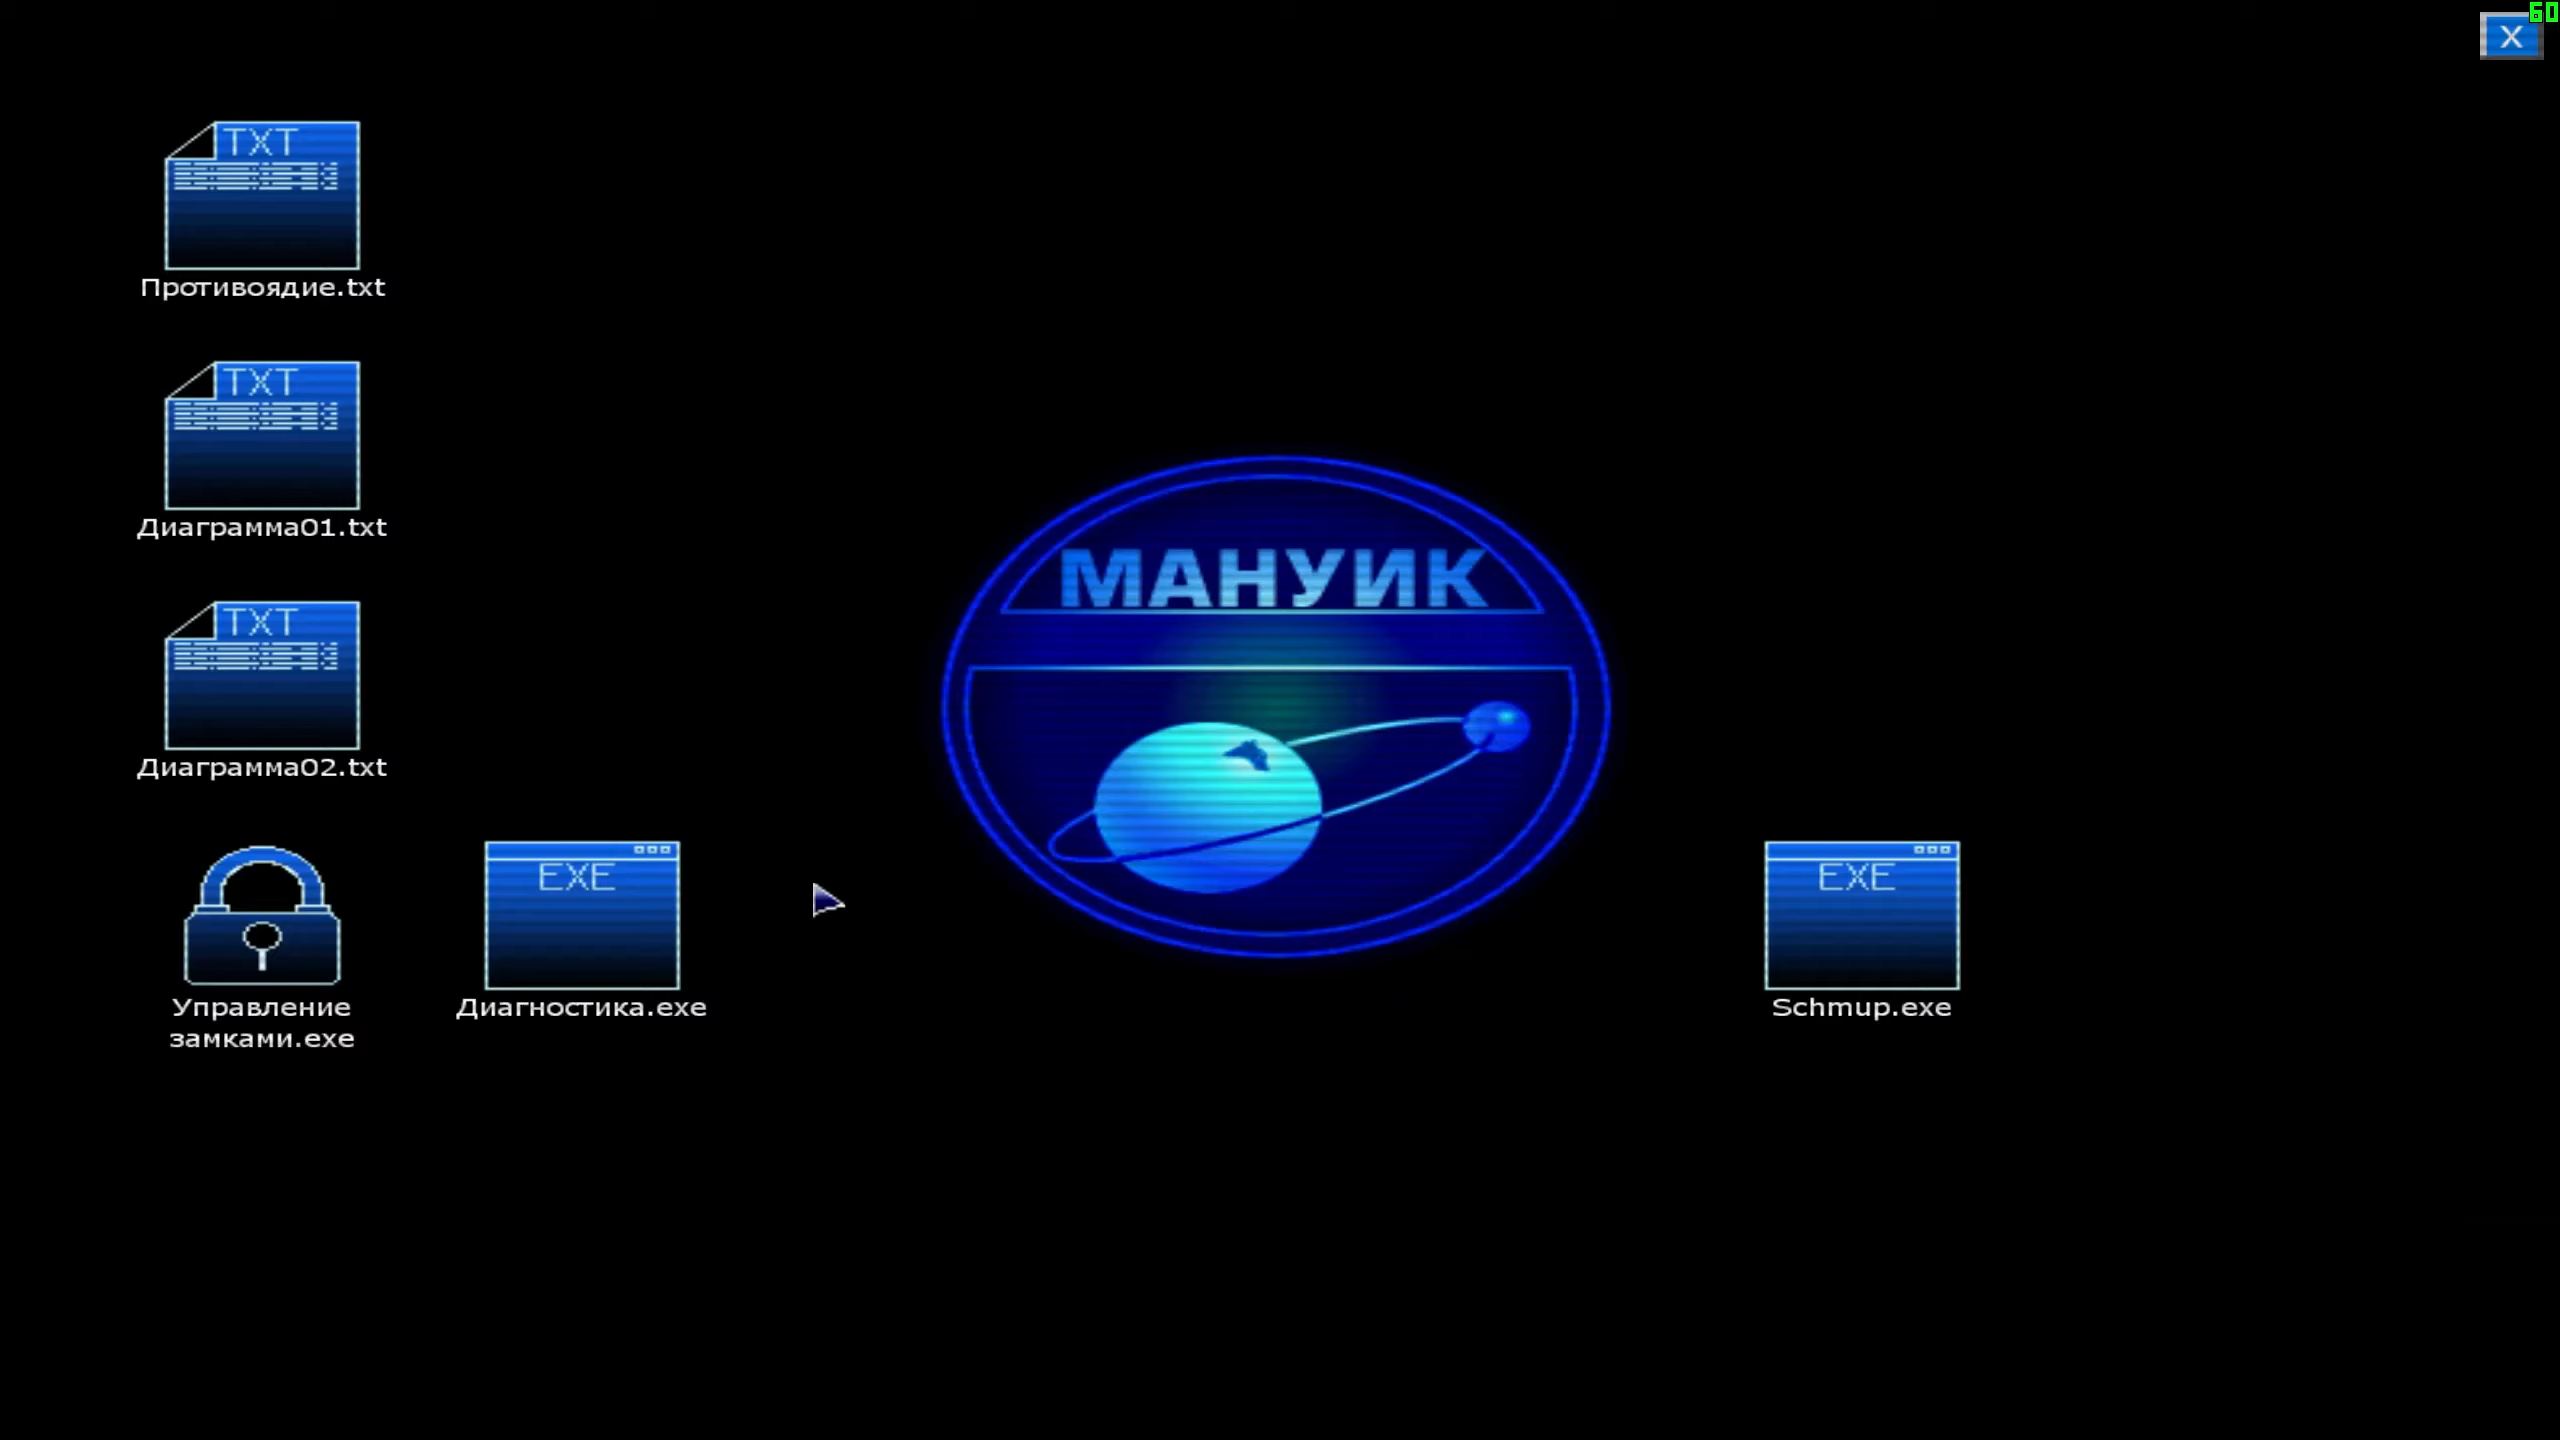 60
X
TXT
Противоядие.txt
TXT
Диаграмма01.txt
TXT
Диаграмма02.txt
МАНУИК
EXE
EXE
Управление
замками.exe
Диагностика.exe
Schmup.exe